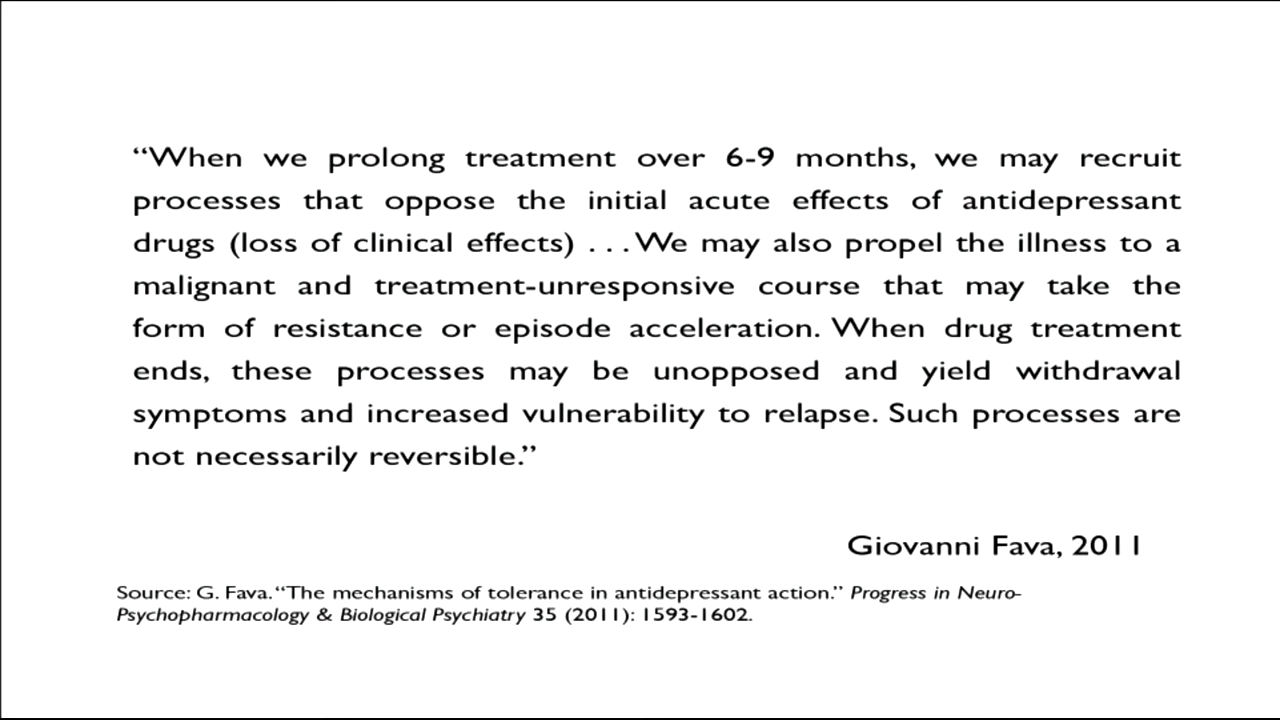 “When we prolong treatment over 6-9 months, we may recruit
processes that oppose the initial acute effects of antidepressant
drugs (loss of clinical effects) . . . We may also propel the illness to a
malignant and treatment-unresponsive course that may take the
form of resistance or episode acceleration. When drug treatment
ends, these processes may be unopposed and yield withdrawal
symptoms and increased vulnerability to relapse. Such processes are
not necessarily reversible.”
Giovanni Fava, 2011
Source: G. Fava. “The mechanisms of tolerance in antidepressant action.” Progress in Neuro-
Psychopharmacology & Biological Psychiatry 35 (2011): 1593-1602.